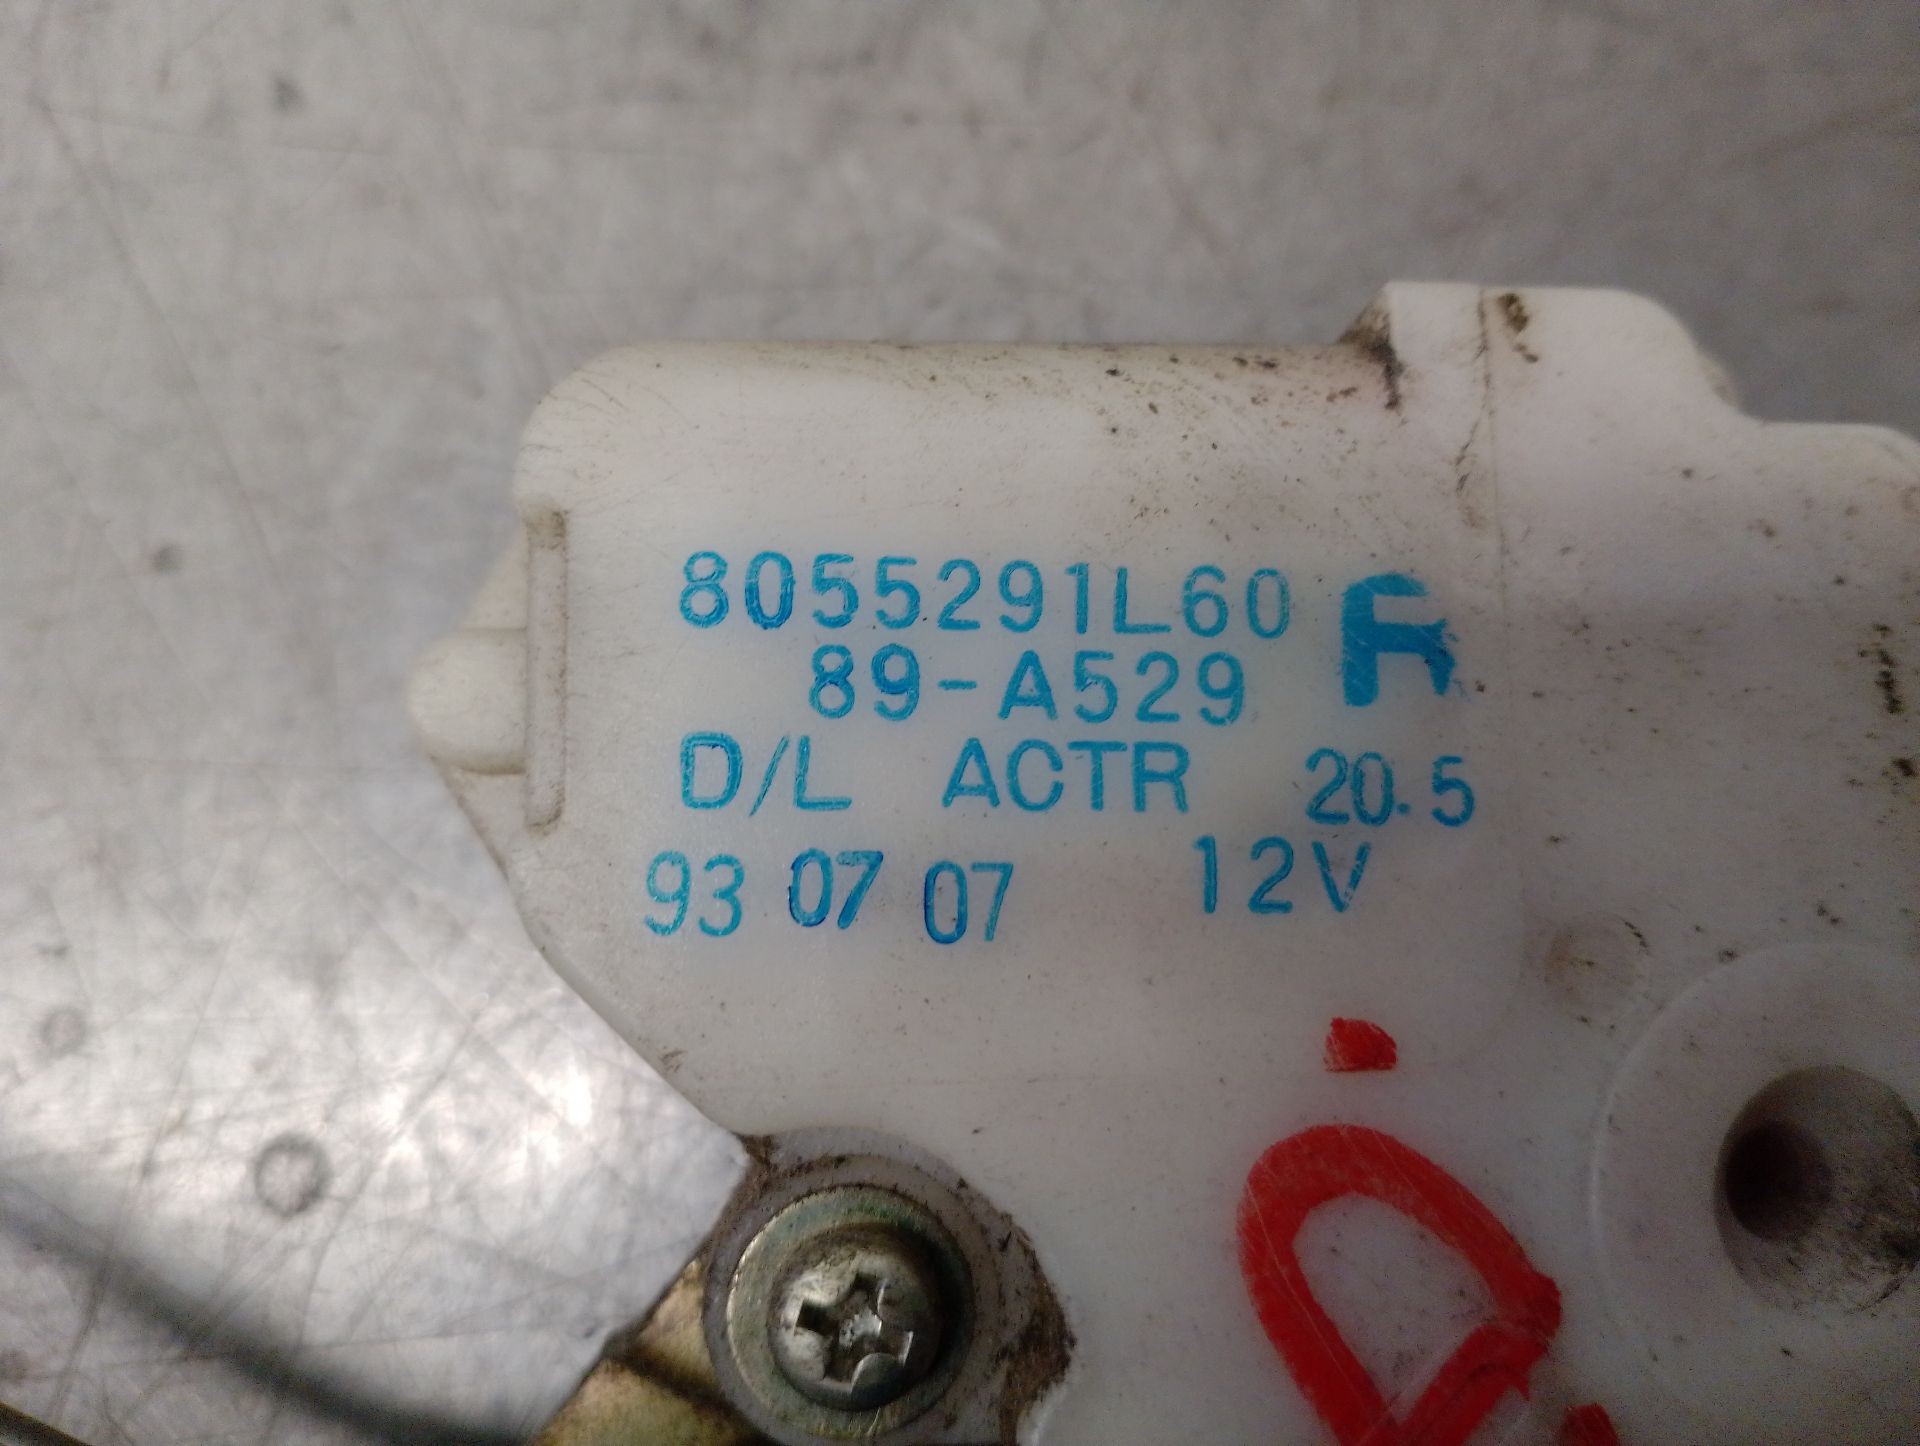 8055291L60 R
89-A529
D/L ACTR 20.5
93 07 07 12V